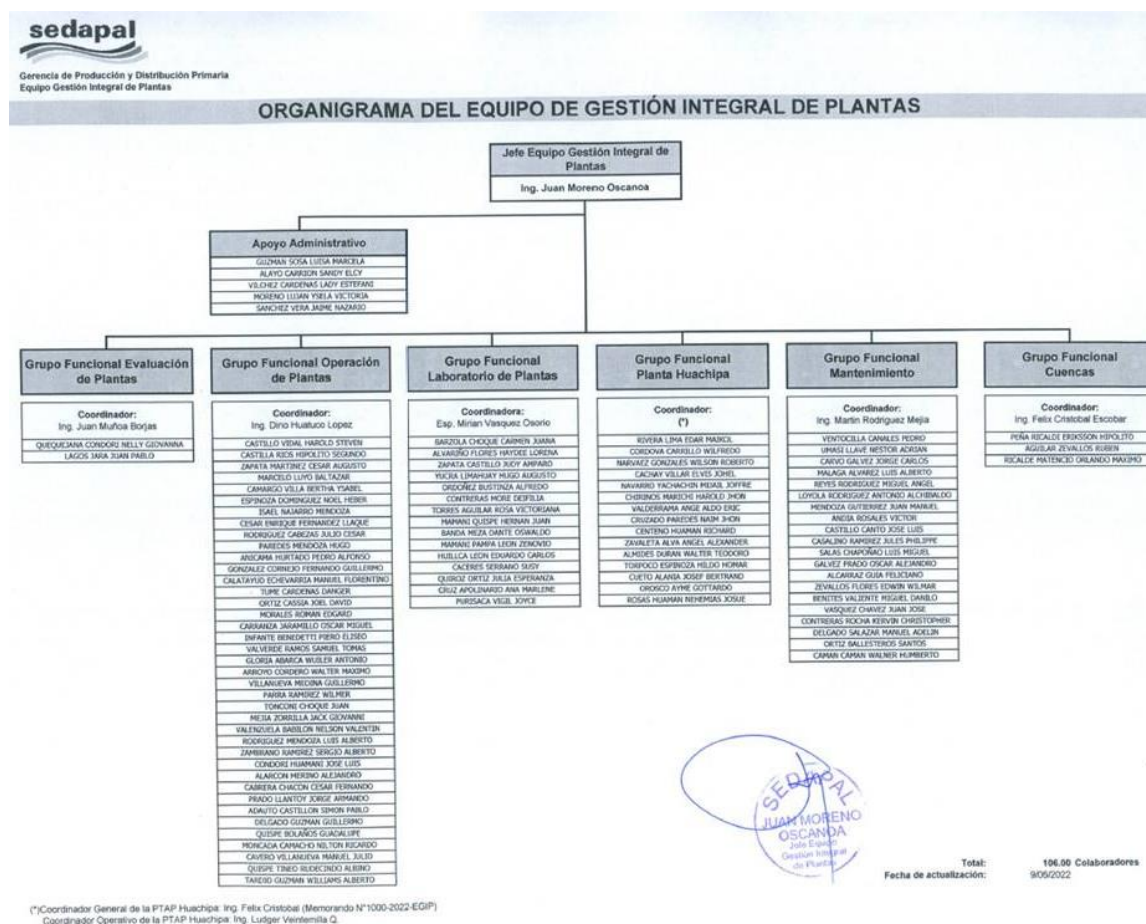 sedapal
Gerencia de Producción y Distribución Primaria
Equipo Gestión Integral de Plantas
ORGANIGRAMA DEL EQUIPO DE GESTIÓN INTEGRAL DE PLANTAS
Jefe Equipo Gestión Integral de
Plantas
Ing. Juan Moreno Oscanoa
Apoyo Administrativo
GUZMAN SOSA LUISA MARCELA
ALAYO CARRION SANDY ELCY
VILCHEZ CARDENAS LADY ESTEFANI
MORENO LUJAN YSELA VICTORIA
SANCHEZ VERA JAIME NAZARIO
Grupo Funcional Evaluación
de Plantas
Coordinador:
Ing. Juan Muñoa Borjas
QUEQUEJANA CONDORI NELLY GIOVANNA
LAGOS JARA JUAN PABLO
Grupo Funcional Operación
de Plantas
Coordinador:
Ing. Dino Huatuco Lopez
CASTILLO VIDAL HAROLD STEVEN
CASTILLA RIOS HIPOLITO SEGUNDO
ZAPATA MARTINEZ CESAR AUGUSTO
MARCELO LUYO BALTAZAR
CAMARGO VILLA BERTHA YSABEL
ESPINOZA DOMINGUEZ NOEL HEBER
ISAEL NAJARRO MENDOZA
CESAR ENRIQUE FERNANDEZ LLAQUE
RODRIGUEZ CABEZAS JULIO CESAR
PAREDES MENDOZA HUGO
ANICAMA HURTADO PEDRO ALFONSO
GONZALEZ CORNEJO FERNANDO GUILLERMO
CALATAYUD ECHEVARRIA MANUEL FLORENTINO
TUME CARDENAS DANGER
ORTIZ CASSIA JOEL DAVID
MORALES ROMAN EDGARD
CARRANZA JARAMILLO OSCAR MIGUEL
INFANTE BENEDETTI PIERO ELISEO
VALVERDE RAMOS SAMUEL TOMAS
GLORIA ABARCA WUILER ANTONIO
ARROYO CORDERO WALTER MAXIMO
VILLANUEVA MEDINA GUILLERMO
PARRA RAMIREZ WILMER
TONCONI CHOQUE JUAN
MEJIA ZORRILLA JACK GIOVANNI
VALENZUELA BABILON NELSON VALENTIN
RODRIGUEZ MENDOZA LUIS ALBERTO
ZAMBRANO RAMIREZ SERGIO ALBERTO
CONDORI HUAMANI JOSE LUIS
ALARCON MERINO ALEJANDRO
CABRERA CHACON CESAR FERNANDO
PRADO LLANTOY JORGE ARMANDO
ADAUTO CASTILLON SIMON PABLO
DELGADO GUZMAN GUILLERMO
QUISPE BOLAÑOS GUADALUPE
MONCADA CAMACHO NILTON RICARDO
CAVERO VILLANUEVA MANUEL JULIO
QUISPE TINEO RUDECINDO ALBINO
TARDIO GUZMAN WILLIAMS ALBERTO
Grupo Funcional
Laboratorio de Plantas
Coordinadora:
Esp. Mirian Vasquez Osorio
BARZOLA CHOQUE CARMEN JUANA
ALVARIÑO FLORES HAYDEE LORENA
ZAPATA CASTILLO JUDY AMPARO
YUCRA LIMAHUAY HUGO AUGUSTO
ORDOÑEZ BUSTINZA ALFREDO
CONTRERAS MORE DEIFILIA
TORRES AGUILAR ROSA VICTORIANA
MAMANI QUISPE HERNAN JUAN
BANDA MEZA DANTE OSWALDO
MAMANI PAMPA LEON ZENOVIO
HUILLCA LEON EDUARDO CARLOS
CACERES SERRANO SUSY
QUIROZ ORTIZ JULIA ESPERANZA
CRUZ APOLINARIO ANA MARLENE
PURISACA VIGIL JOYCE
Grupo Funcional
Planta Huachipa
Coordinador:
(*)
RIVERA LIMA EDAR MAIKOL
CORDOVA CARRILLO WILFREDO
NARVAEZ GONZALES WILSON ROBERTO
CACHAY VILLAR ELVIS JOHEL
NAVARRO YACHACHIN MIJAIL JOFFRE
CHIRINOS MARICHI HAROLD JHON
VALDERRAMA ANGE ALDO ERIC
CRUZADO PAREDES NAIM JHON
CENTENO HUAMAN RICHARD
ZAVALETA ALVA ANGEL ALEXANDER
ALMIDES DURAN WALTER TEODORO
TORPOCO ESPINOZA HILDO HOMAR
CUETO ALANIA JOSEF BERTRAND
OROSCO AYME GOTTARDO
ROSAS HUAMAN NEHEMIAS JOSUE
Grupo Funcional
Mantenimiento
Coordinador:
Ing. Martin Rodriguez Mejia
VENTOCILLA CANALES PEDRO
UMASI LLAVE NESTOR ADRIAN
CARVO GALVEZ JORGE CARLOS
MALAGA ALVAREZ LUIS ALBERTO
REYES RODRIGUEZ MIGUEL ANGEL
LOYOLA RODRIGUEZ ANTONIO ALCHIBALDO
MENDOZA GUTIERREZ JUAN MANUEL
ANDIA ROSALES VICTOR
CASTILLO CANTO JOSE LUIS
CASALINO RAMIREZ JULES PHILIPPE
SALAS CHAPOÑAO LUIS MIGUEL
GALVEZ PRADO OSCAR ALEJANDRO
ALCARRAZ GUIA FELICIANO
ZEVALLOS FLORES EDWIN WILMAR
BENITES VALIENTE MIGUEL DANILO
VASQUEZ CHAVEZ JUAN JOSE
CONTRERAS ROCHA KERVIN CHRISTOPHER
DELGADO SALAZAR MANUEL ADELIN
ORTIZ BALLESTEROS SANTOS
CAMAN CAMAN WALNER HUMBERTO
Grupo Funcional
Cuencas
Coordinador:
Ing. Felix Cristobal Escobar
PEÑA RICALDE ERIKSSON HIPOLITO
AGUILAR ZEVALLOS RUBEN
RICALDE MATENCIO ORLANDO MAXIMO
SEDAPAL
JUAN MORENO
OSCANOA
Jefe Equipo
Gestión Integral
de Plantas
Total: 106.00 Colaboradores
Fecha de actualización: 9/06/2022
(*)Coordinador General de la PTAP Huachipa: Ing. Felix Cristobal (Memorando N°1000-2022-EGIP)
Coordinador Operativo de la PTAP Huachipa: Ing. Ludger Veintemilla Q.